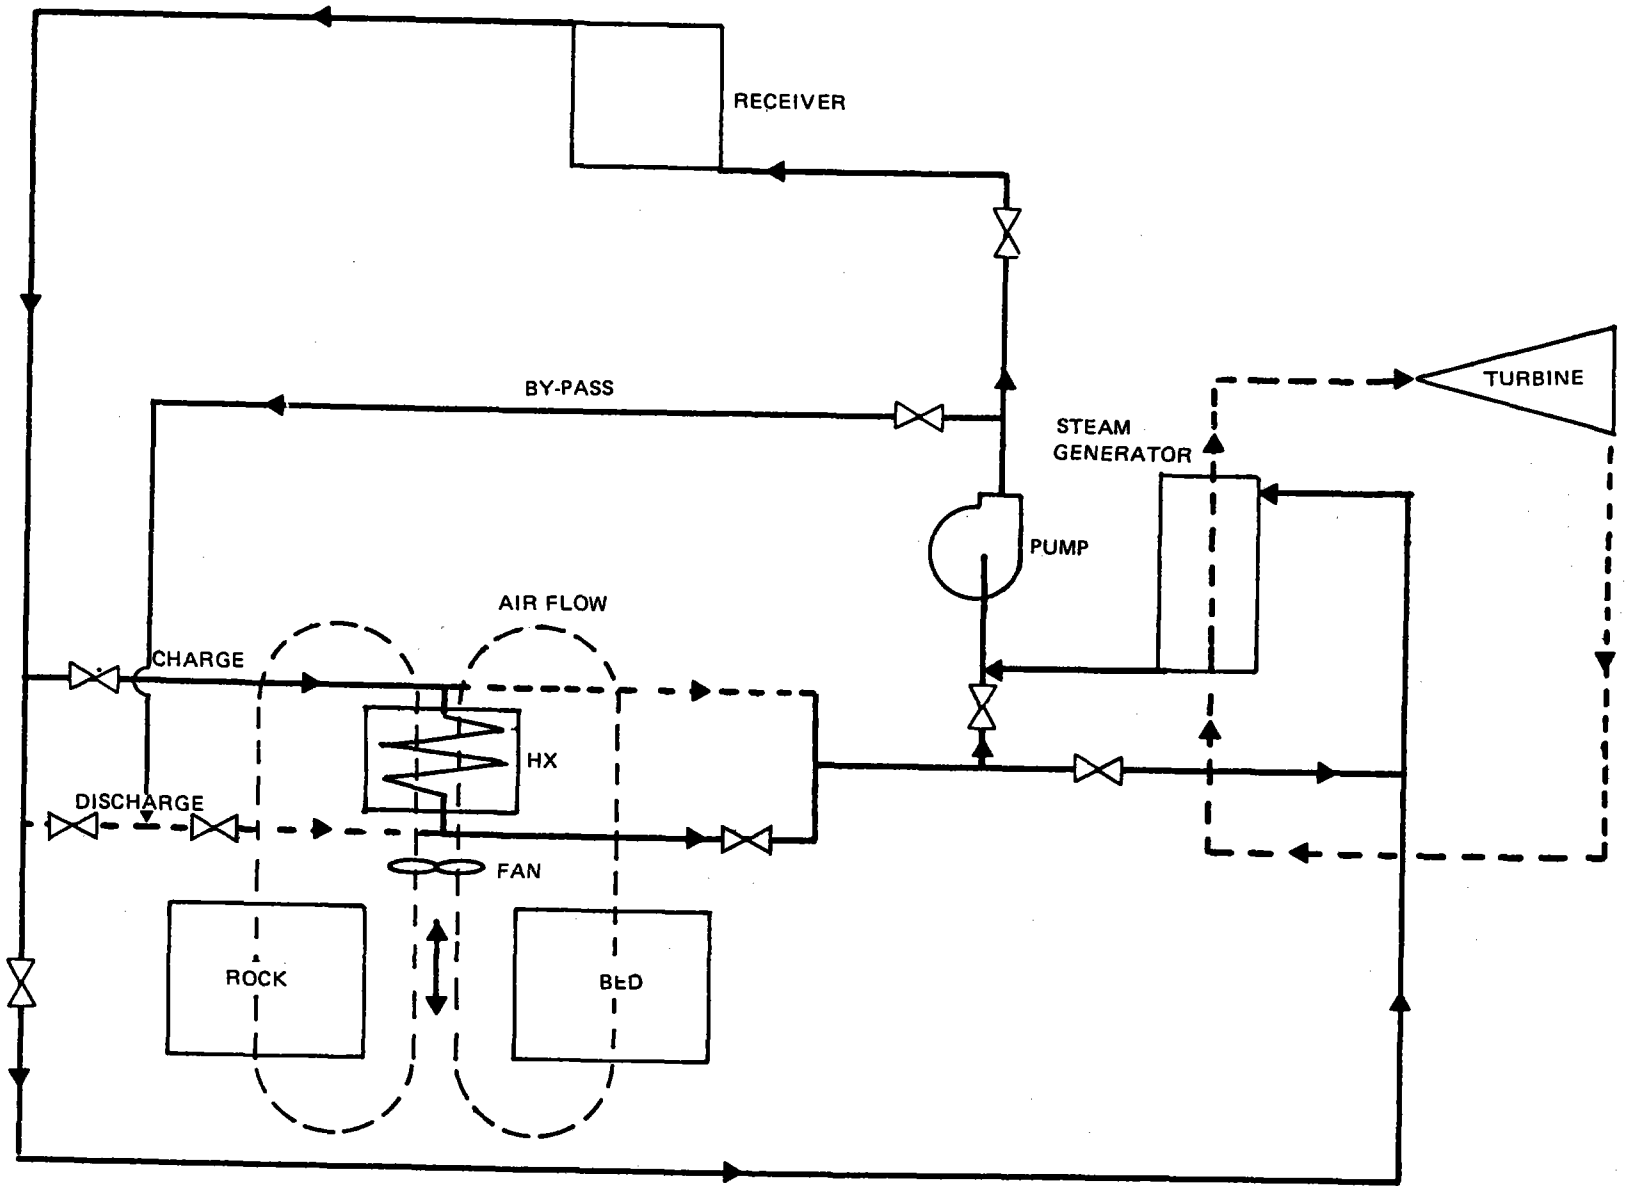 RECEIVER
BY-PASS
TURBINE
STEAM
GENERATOR
PUMP
AIR FLOW
CHARGE
HX
DISCHARGE
FAN
ROCK
BED